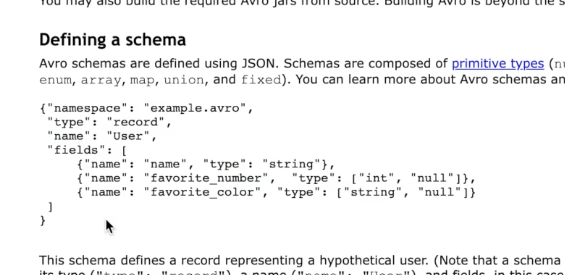 You may also build the required Avro jars from source. Building Avro is beyond the s
Defining a schema
Avro schemas are defined using JSON. Schemas are composed of primitive types (
enum, array, map, union, and fixed). You can learn more about Avro schemas an
{"namespace": "example.avro",
"type": "record",
"name": "User",
"fields": [
{"name": "name", "type": "string"},
{"name": "favorite_number", "type": ["int", "null"]},
{"name": "favorite_color", "type": ["string", "null"]}
]
}
This schema defines a record representing a hypothetical user. (Note that a schema
its type ("type": "record"), a name ("name": "User"), and fields, in this case